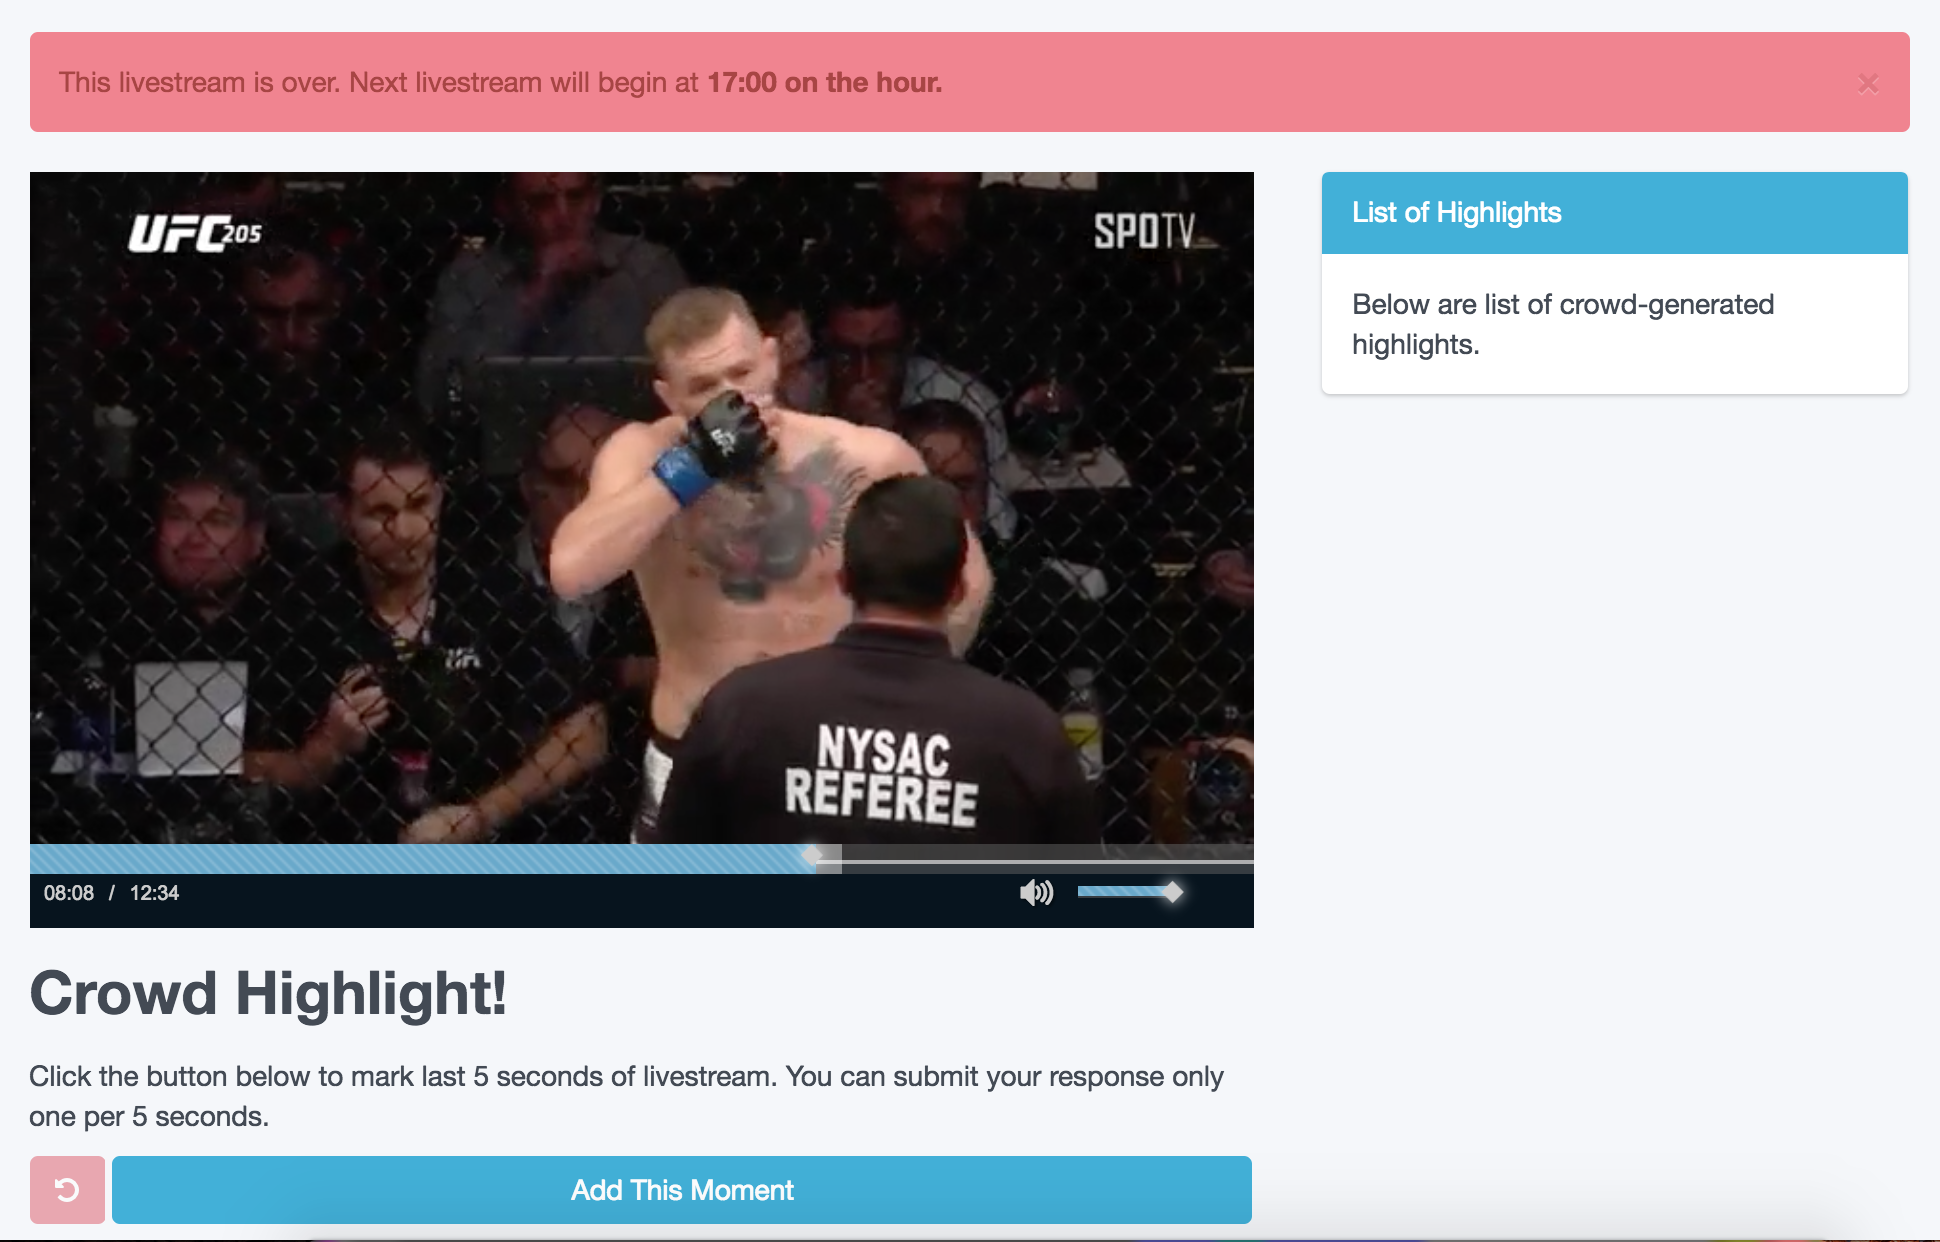 This livestream is over. Next livestream will begin at 17:00 on the hour.
×
UFC 205
SPOTV
UFC
NYSAC
REFEREE
08:08 / 12:34
List of Highlights
Below are list of crowd-generated
highlights.
Crowd Highlight!
Click the button below to mark last 5 seconds of livestream. You can submit your response only
one per 5 seconds.
Add This Moment